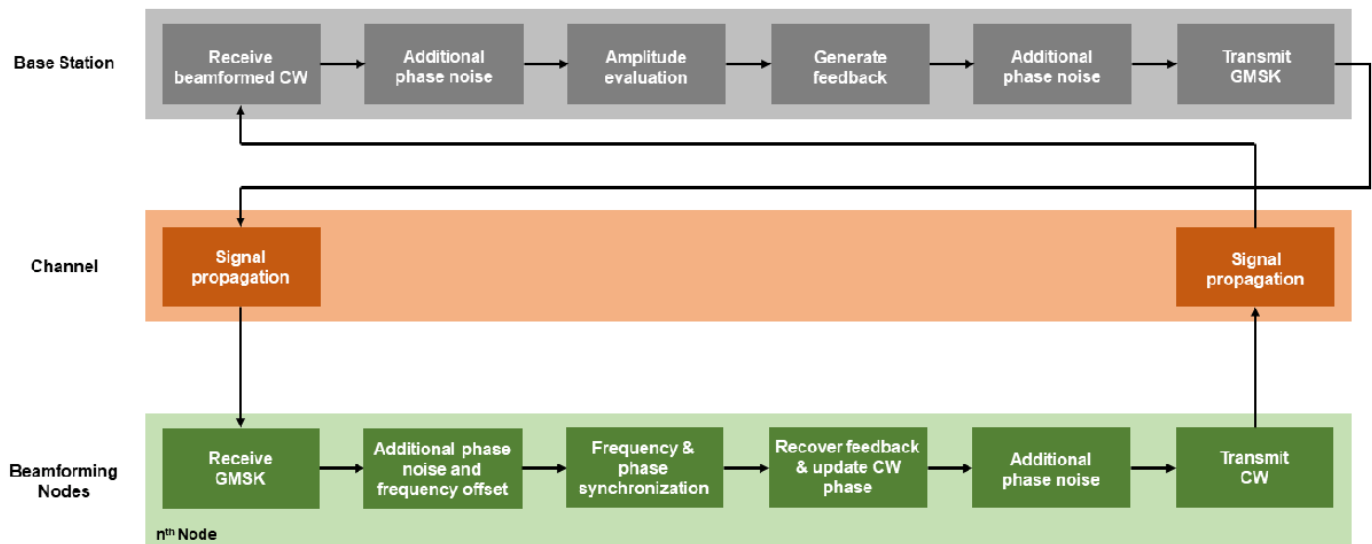 Base Station
Receive
beamformed CW
Additional
phase noise
Amplitude
evaluation
Generate
feedback
Additional
phase noise
Transmit
GMSK
Channel
Signal
propagation
Signal
propagation
Beamforming
Nodes
Receive
GMSK
Additional phase
noise and
frequency offset
Frequency &
phase
synchronization
Recover feedback
& update CW
phase
Additional
phase noise
Transmit
CW
nth Node